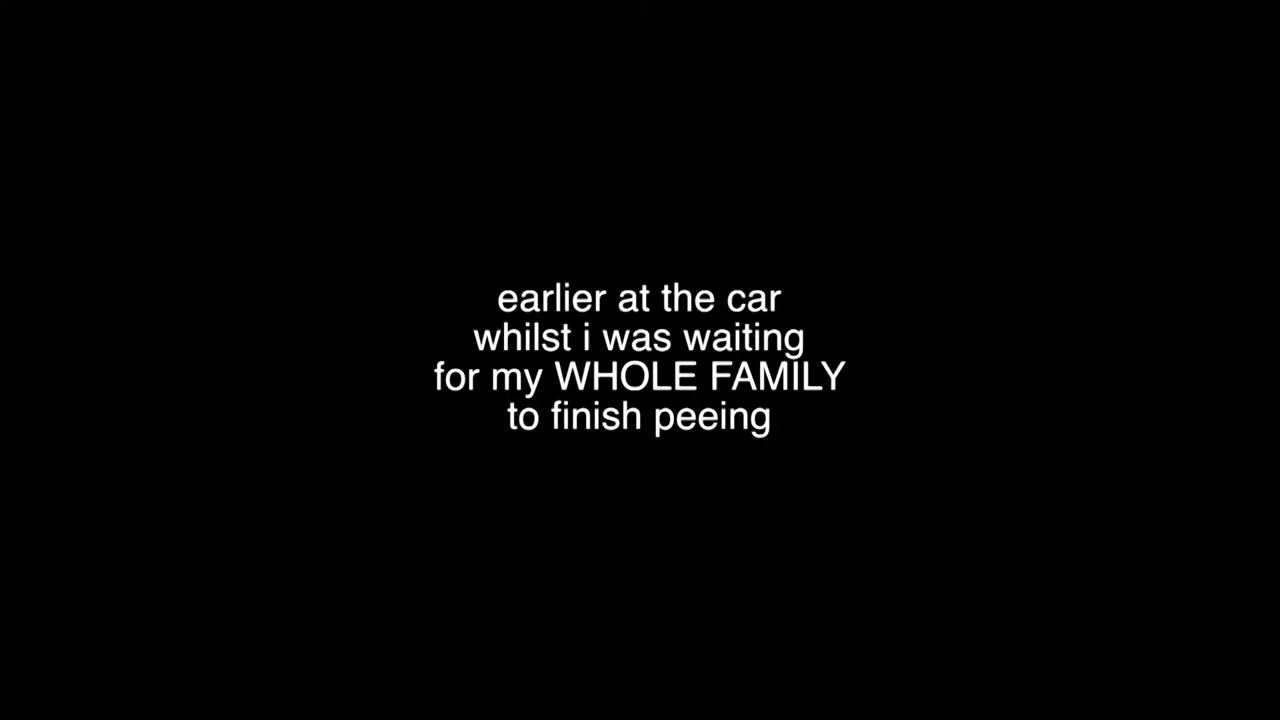 earlier at the car
whilst i was waiting
for my WHOLE FAMILY
to finish peeing